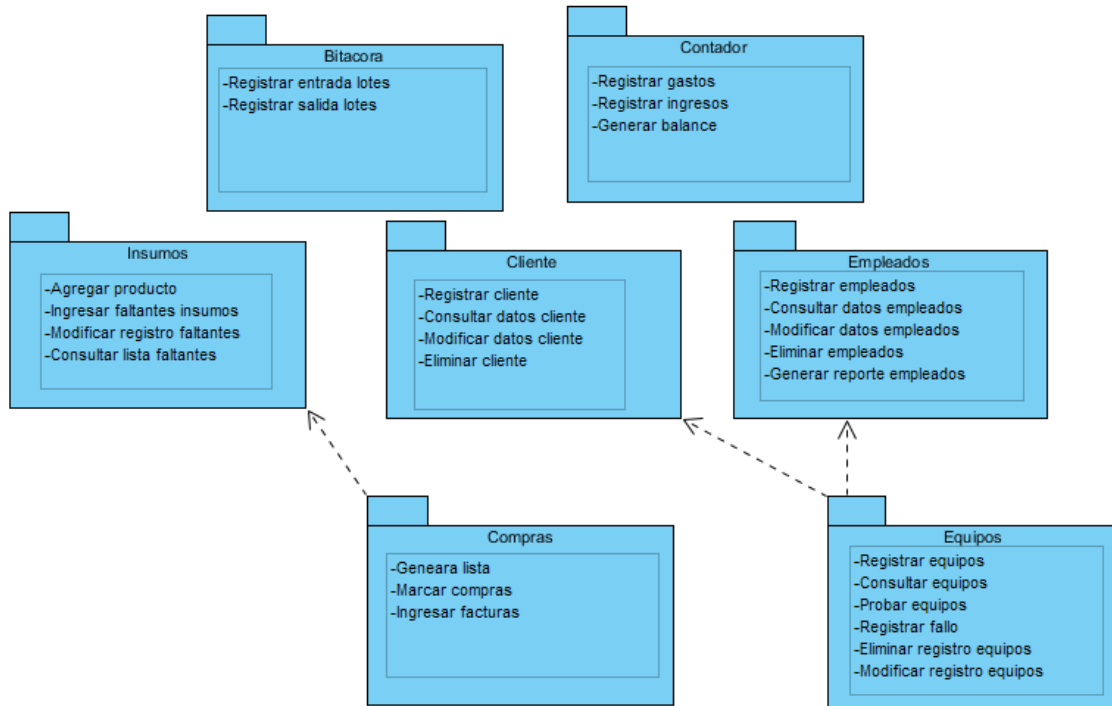 Bitacora
-Registrar entrada lotes
-Registrar salida lotes
Contador
-Registrar gastos
-Registrar ingresos
-Generar balance
Insumos
-Agregar producto
-Ingresar faltantes insumos
-Modificar registro faltantes
-Consultar lista faltantes
Cliente
-Registrar cliente
-Consultar datos cliente
-Modificar datos cliente
-Eliminar cliente
Empleados
-Registrar empleados
-Consultar datos empleados
-Modificar datos empleados
-Eliminar empleados
-Generar reporte empleados
Compras
-Geneara lista
-Marcar compras
-Ingresar facturas
Equipos
-Registrar equipos
-Consultar equipos
-Probar equipos
-Registrar fallo
-Eliminar registro equipos
-Modificar registro equipos